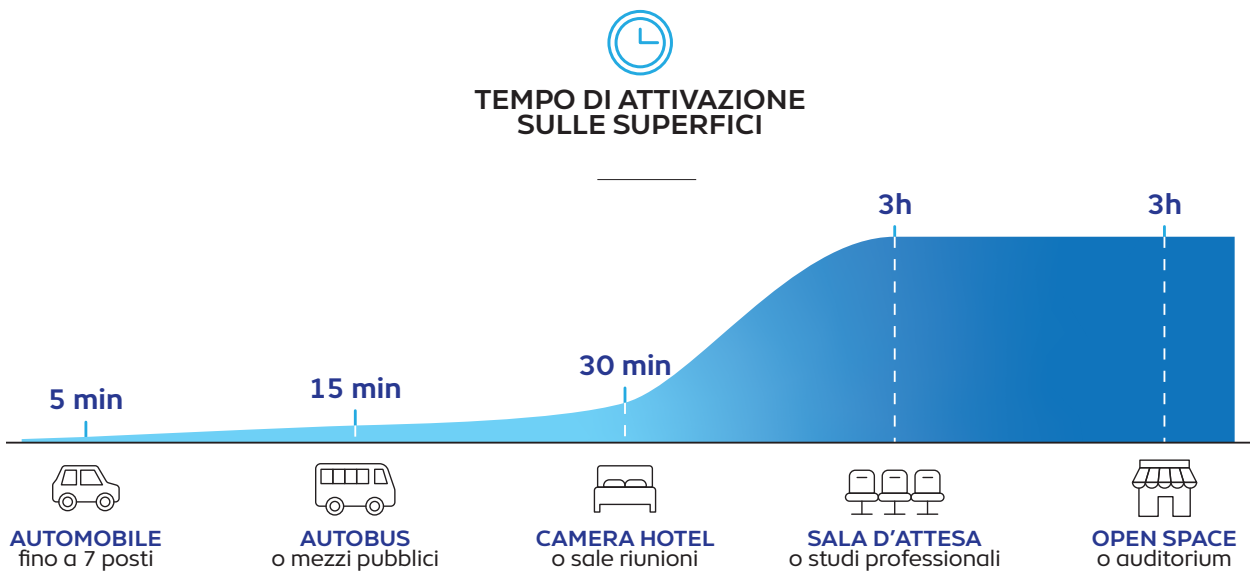 TEMPO DI ATTIVAZIONE
SULLE SUPERFICI
5 min
15 min
30 min
3h
3h
AUTOMOBILE
fino a 7 posti
AUTOBUS
o mezzi pubblici
CAMERA HOTEL
o sale riunioni
SALA D'ATTESA
o studi professionali
OPEN SPACE
o auditorium